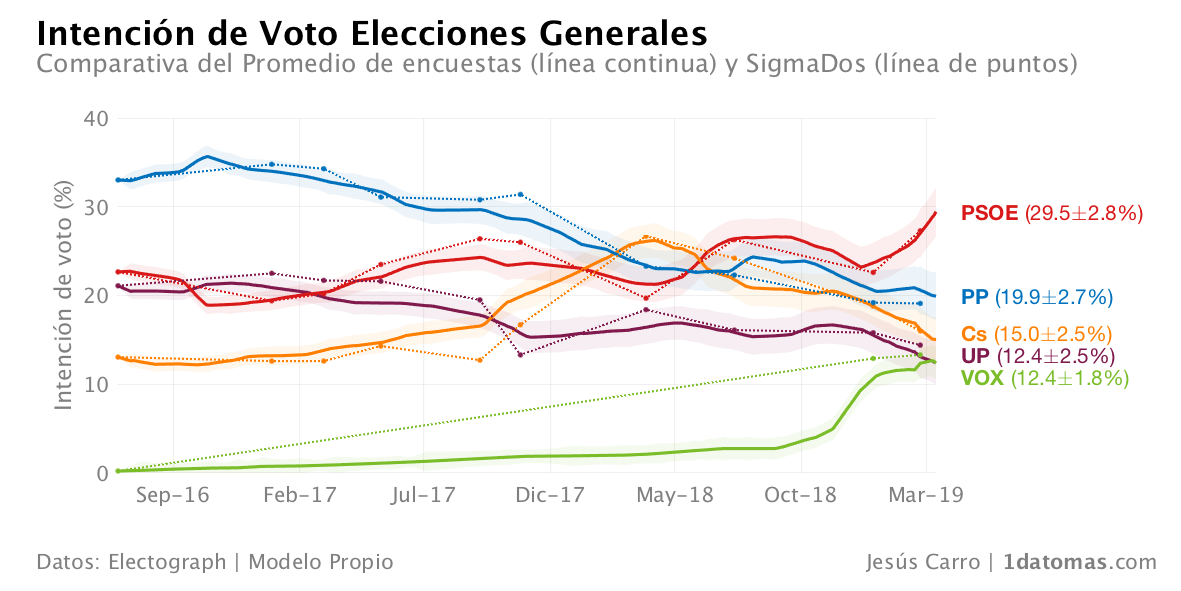 Intención de Voto Elecciones Generales
Comparativa del Promedio de encuestas (línea continua) y SigmaDos (línea de puntos)
Intención de voto (%)
40
30
20
10
0
Sep-16
Feb-17
Jul-17
Dic-17
May-18
Oct-18
Mar-19
PSOE (29.5±2.8%)
PP (19.9±2.7%)
Cs (15.0±2.5%)
UP (12.4±2.5%)
VOX (12.4±1.8%)
Datos: Electograph | Modelo Propio
Jesús Carro | 1datomas.com